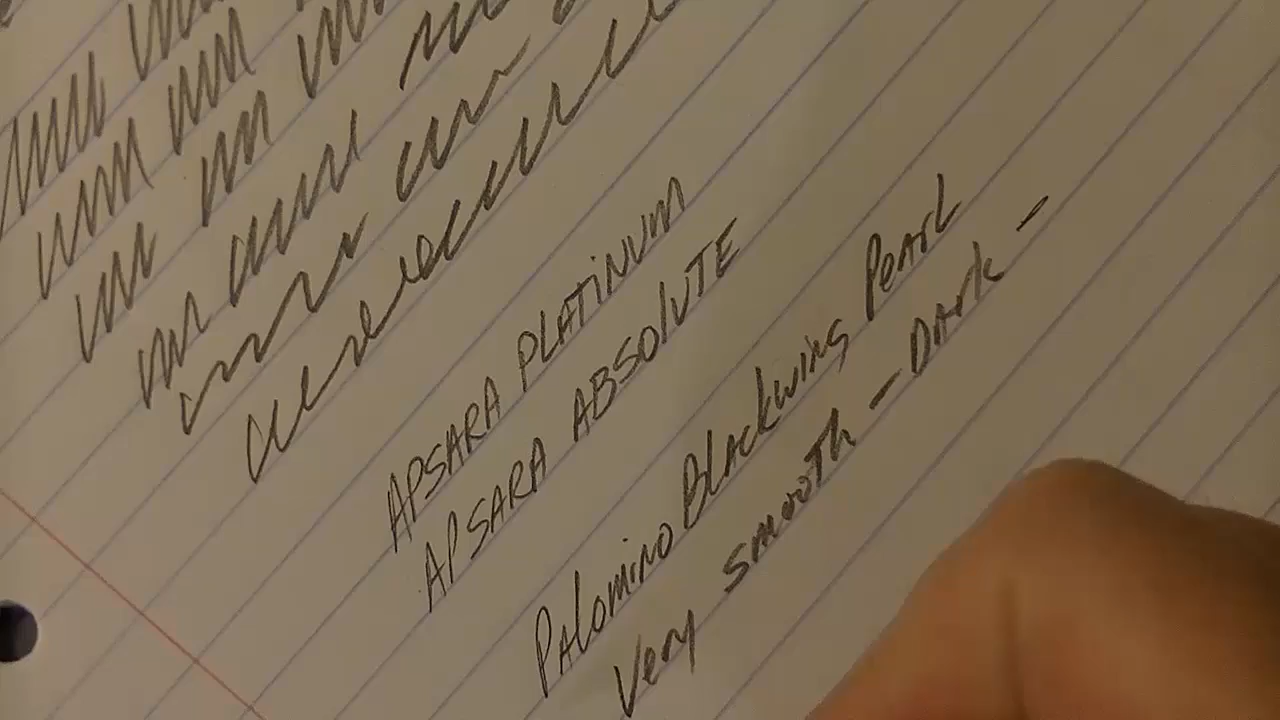 APSARA PLATiNUM
APSARA ABSOlUTE
PAlomino BlAckwing PeArl
Very smooTh - DArk -